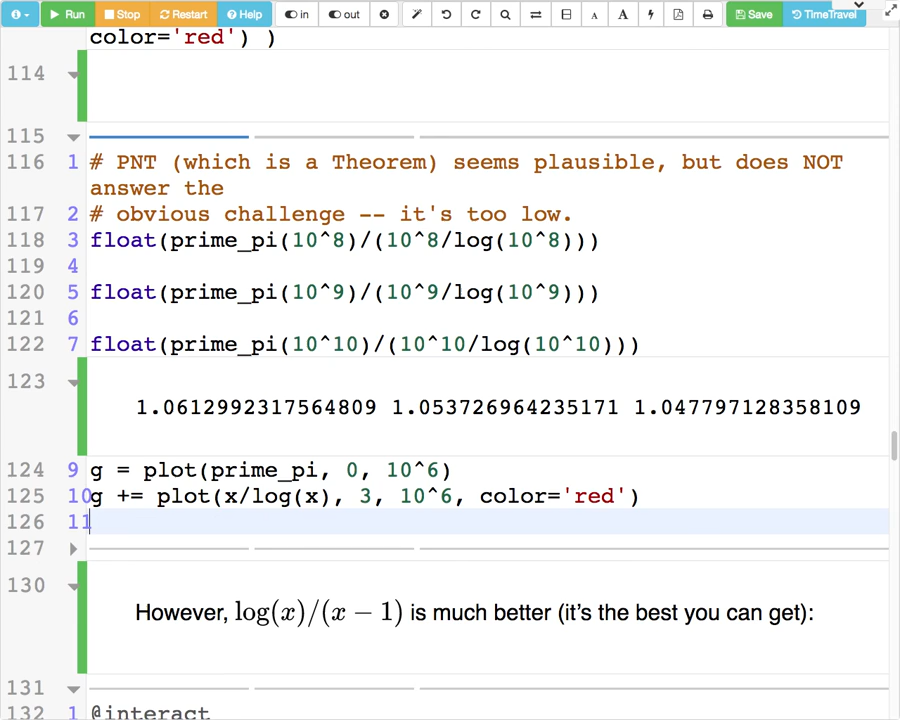 Run Stop Restart Help in out A A Save TimeTravel
color='red') )
114
115
116 1 # PNT (which is a Theorem) seems plausible, but does NOT
answer the
117 2 # obvious challenge -- it's too low.
118 3 float(prime_pi(10^8)/(10^8/log(10^8)))
119 4
120 5 float(prime_pi(10^9)/(10^9/log(10^9)))
121 6
122 7 float(prime_pi(10^10)/(10^10/log(10^10)))
123
1.0612992317564809 1.053726964235171 1.047797128358109
124 9 g = plot(prime_pi, 0, 10^6)
125 10 g += plot(x/log(x), 3, 10^6, color='red')
126 11
127
130
However, log(x)/(x − 1) is much better (it's the best you can get):
131
132 1 @interact